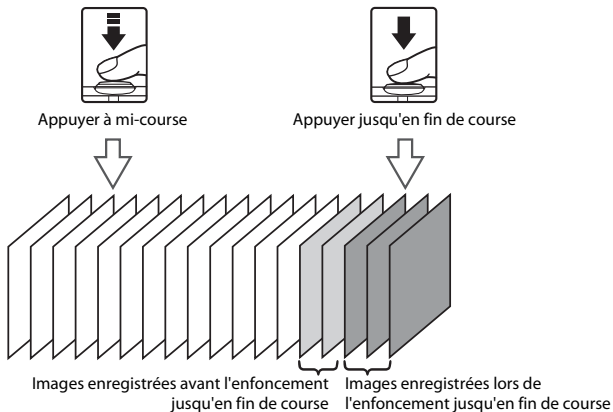 Appuyer à mi-course
Appuyer jusqu'en fin de course
Images enregistrées avant l'enfoncement
jusqu'en fin de course
Images enregistrées lors de
l'enfoncement jusqu'en fin de course